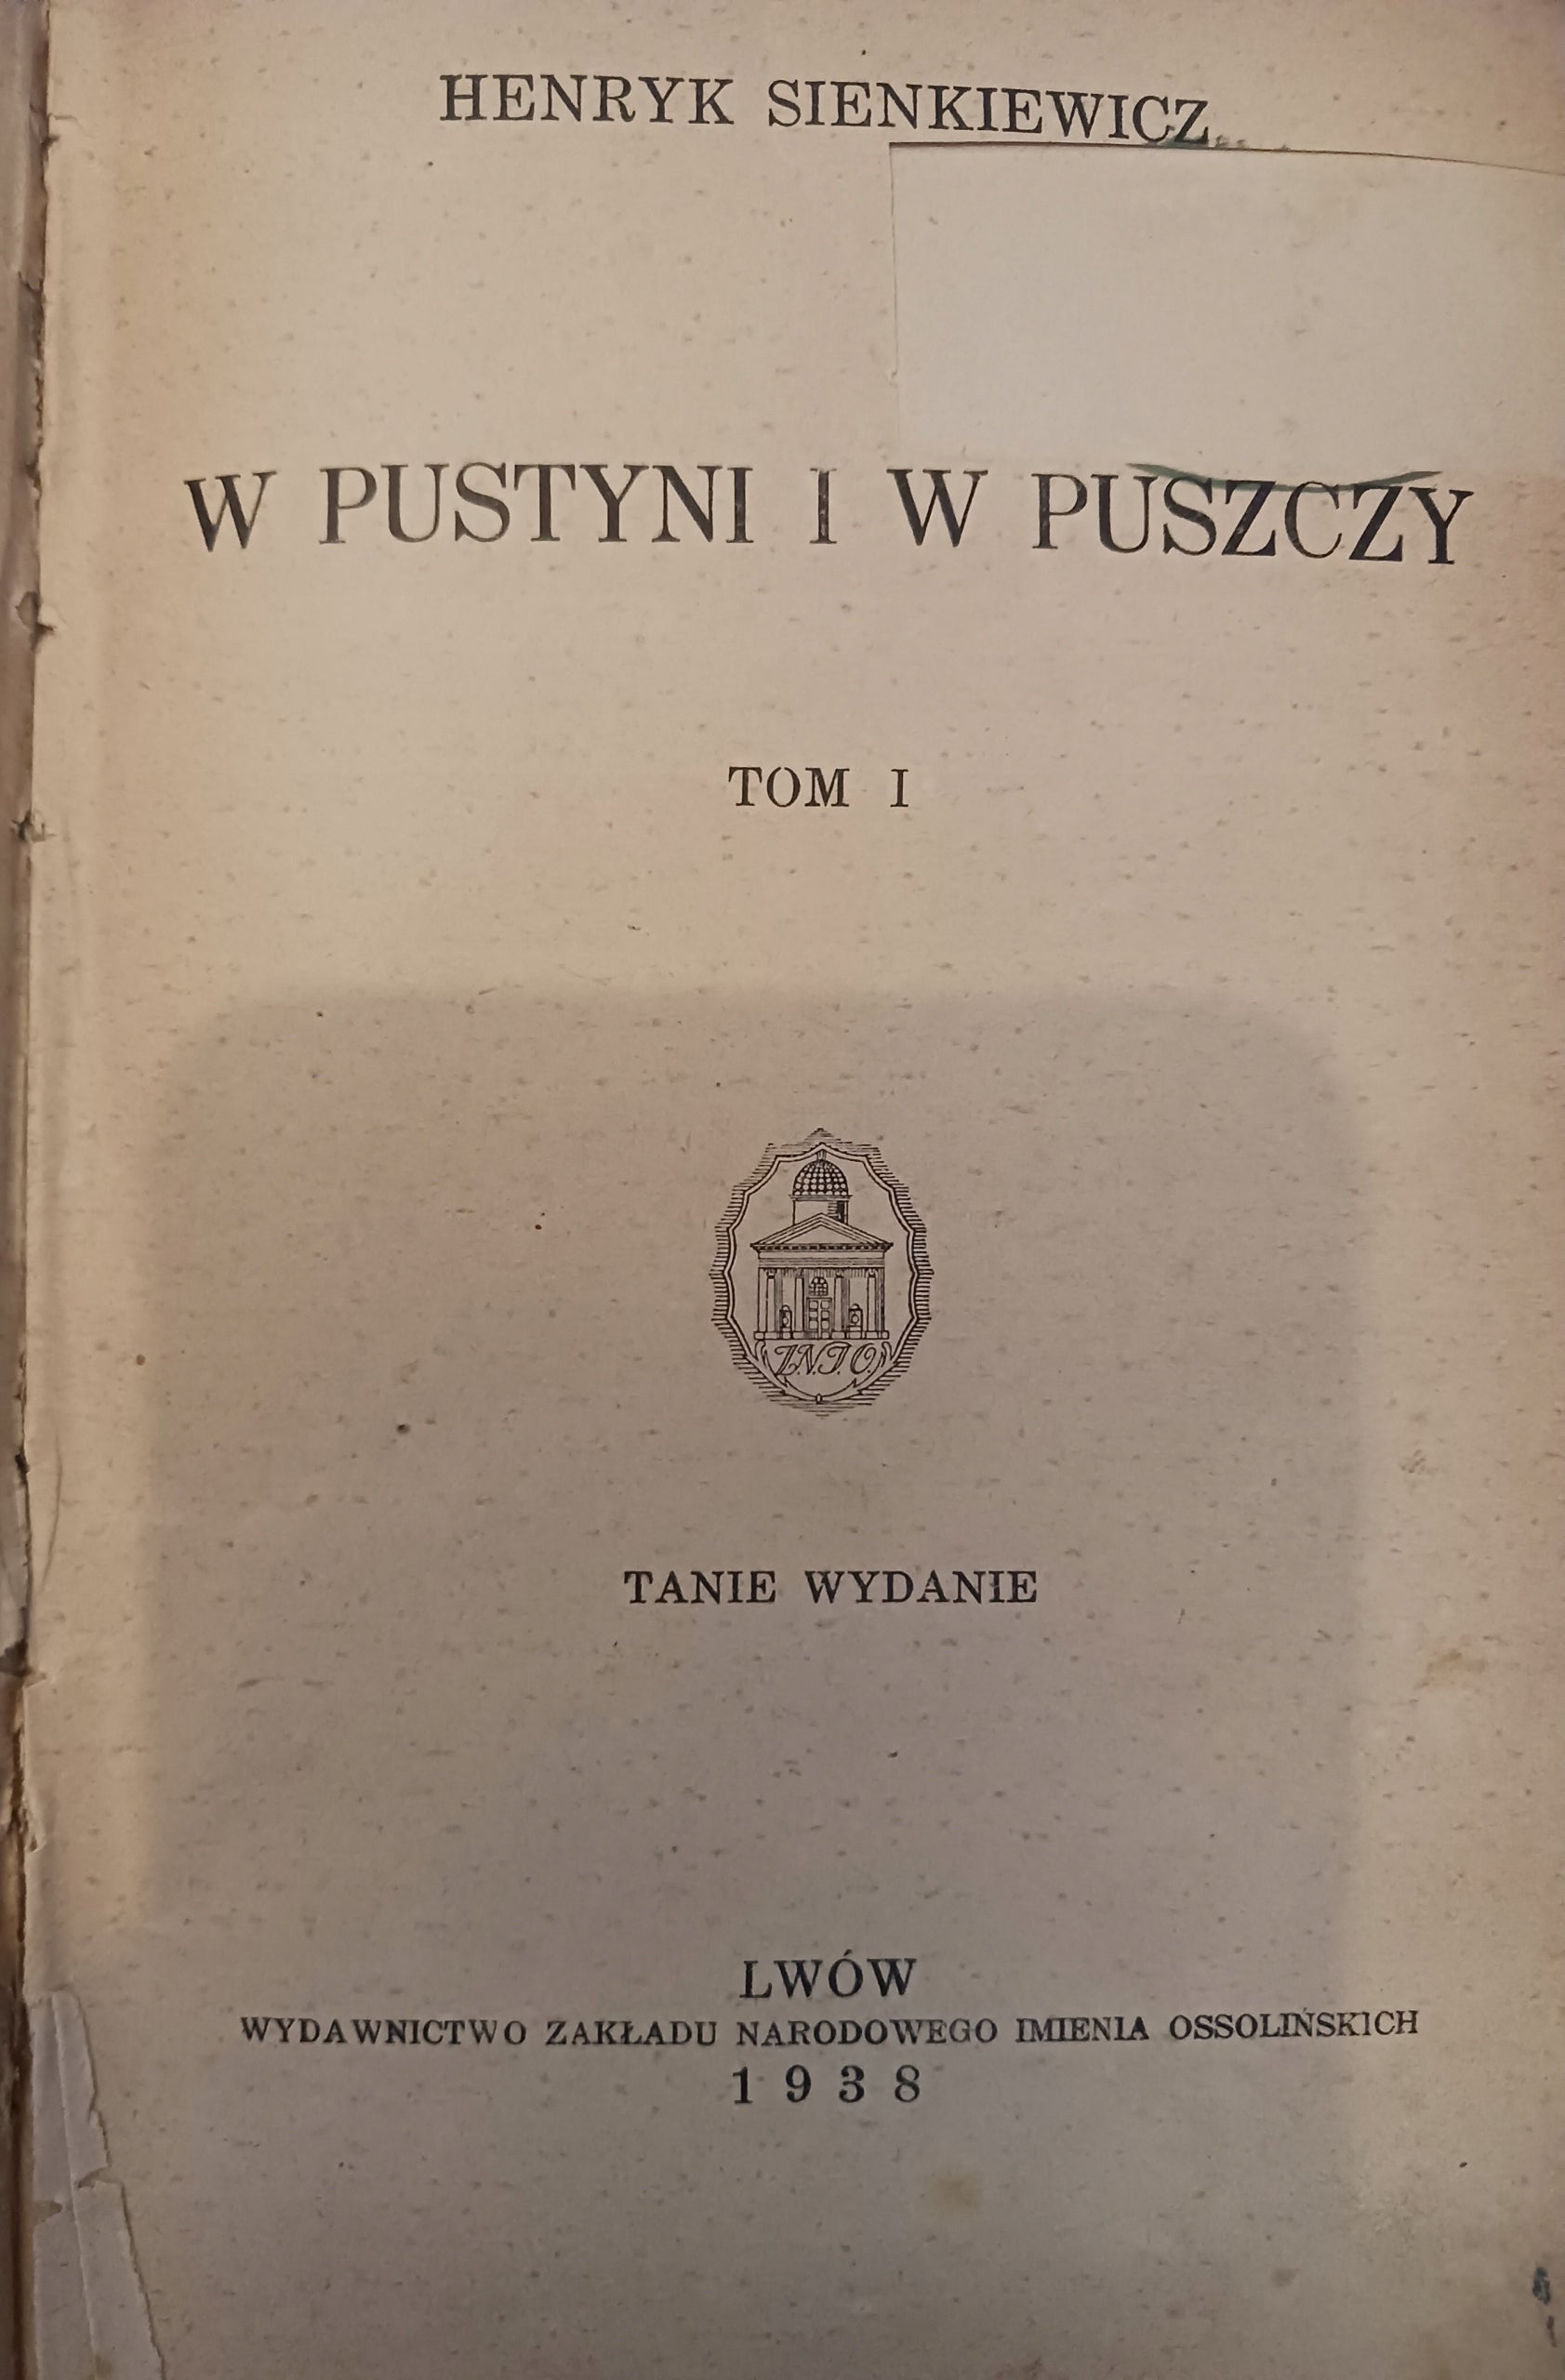 HENRYK SIENKIEWICZ
W PUSTYNI I W PUSZCZY
TOM I
Z.N.I.O.
TANIE WYDANIE
LWÓW
WYDAWNICTWO ZAKŁADU NARODOWEGO IMIENIA OSSOLIŃSKICH
1938